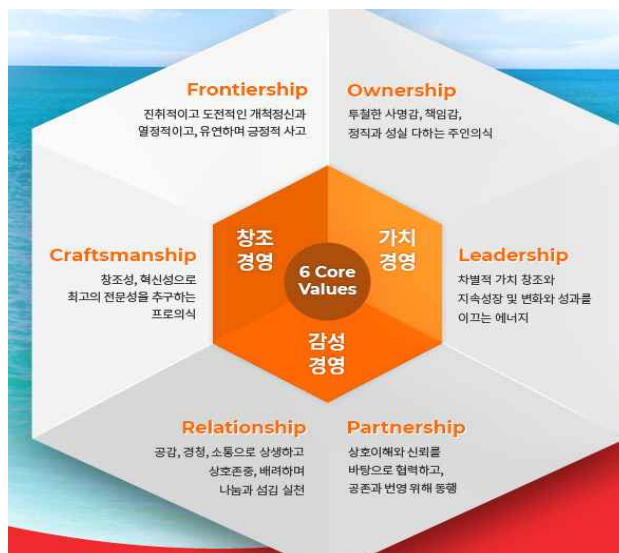 Frontiership
진취적이고 도전적인 개척정신과
열정적이고, 유연하며 긍정적 사고
Ownership
투철한 사명감, 책임감,
정직과 성실 다하는 주인의식
창조
경영
가치
경영
Craftsmanship
창조성, 혁신성으로
최고의 전문성을 추구하는
프로의식
6 Core
Values
Leadership
차별적 가치 창조와
지속성장 및 변화와 성과를
이끄는 에너지
감성
경영
Relationship
공감, 경청, 소통으로 상생하고
상호존중, 배려하며
나눔과 섬김 실천
Partnership
상호이해와 신뢰를
바탕으로 협력하고,
공존과 번영 위해 동행